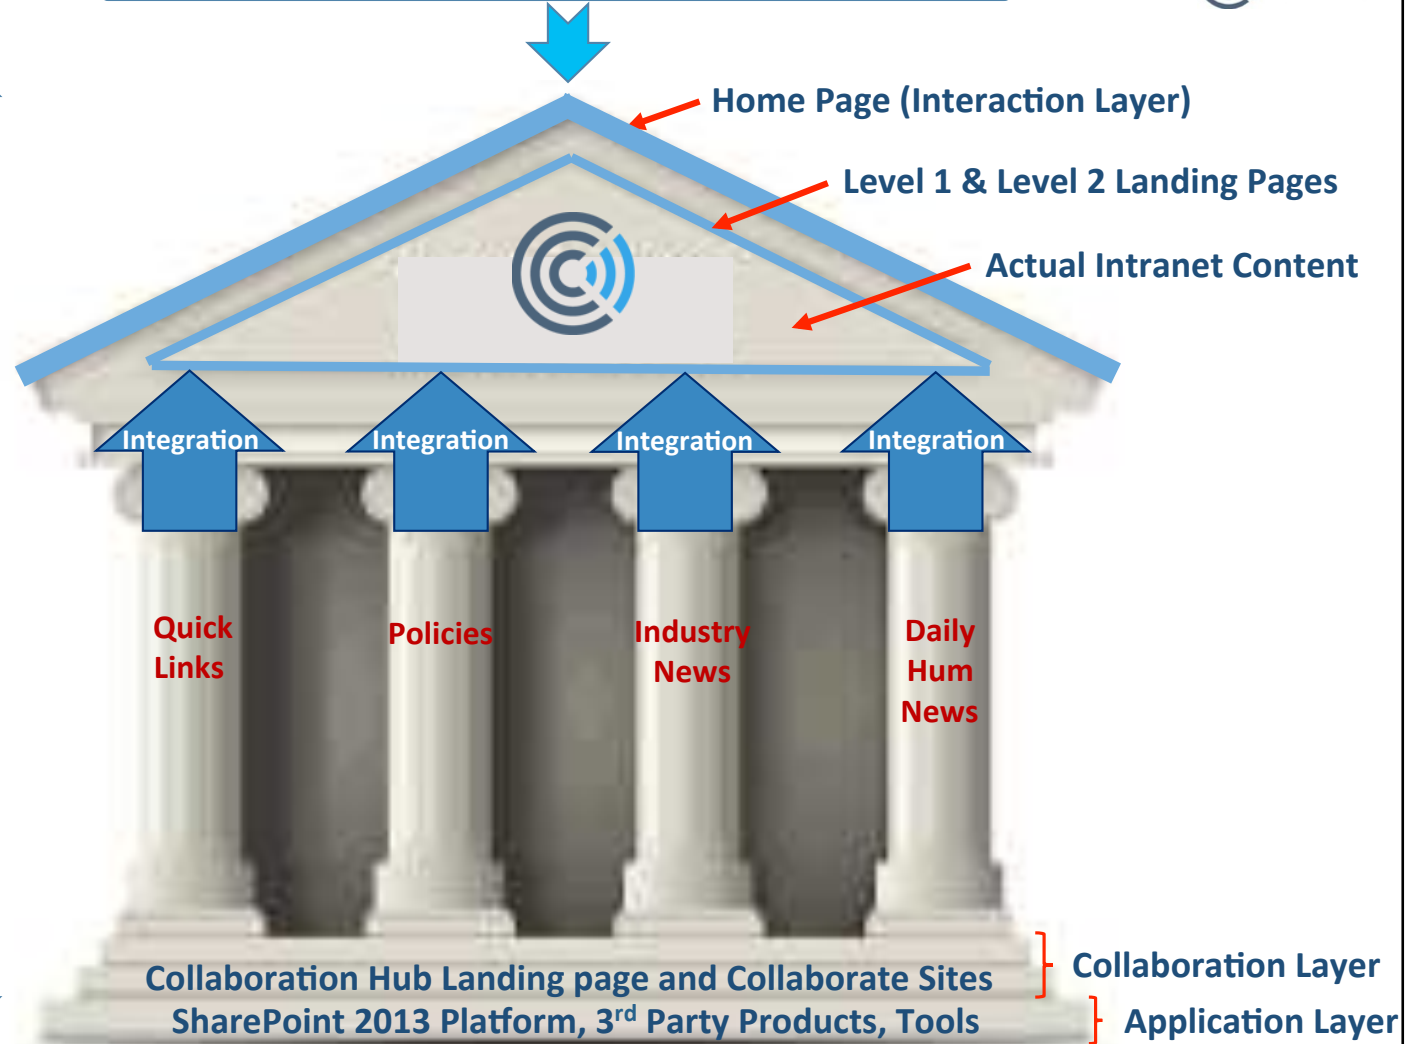 Home Page (Interaction Layer)
Level 1 & Level 2 Landing Pages
Actual Intranet Content
Integration
Integration
Integration
Integration
Quick
Links
Policies
Industry
News
Daily
Hum
News
Collaboration Hub Landing page and Collaborate Sites
Collaboration Layer
SharePoint 2013 Platform, 3rd Party Products, Tools
Application Layer